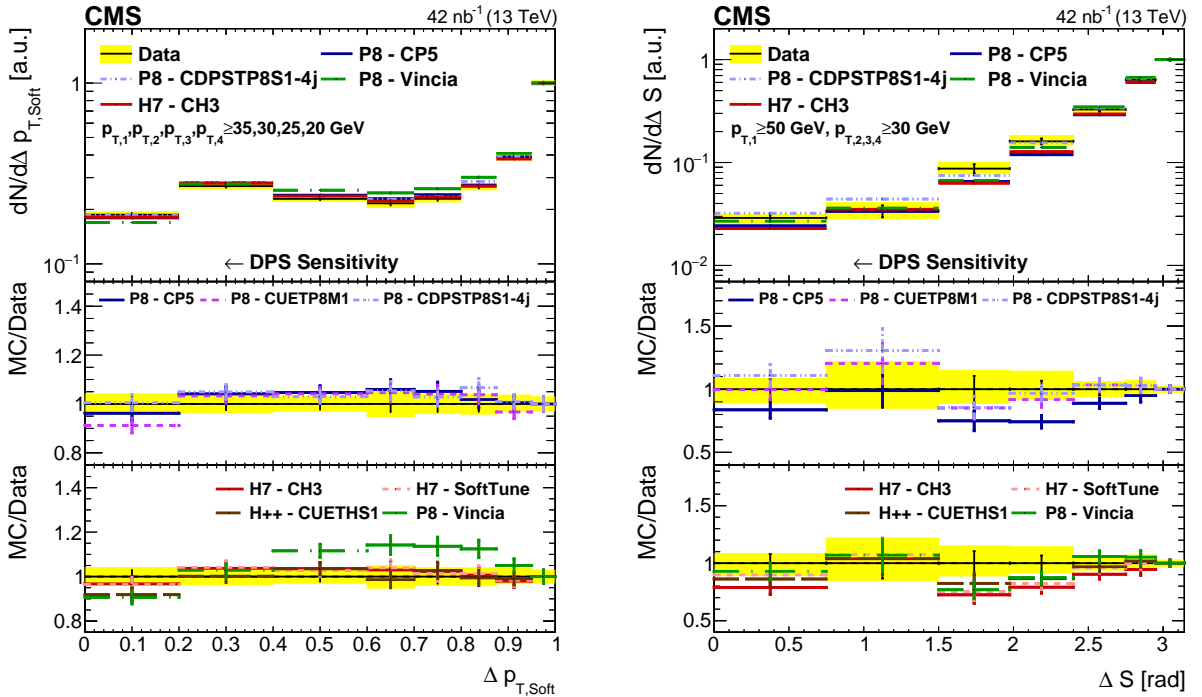 CMS 42 nb⁻¹ (13 TeV)
dN/dΔ p_T,Soft [a.u.]
Data P8 - CP5
P8 - CDPSTP8S1-4j P8 - Vincia
H7 - CH3
p_T,1,p_T,2,p_T,3,p_T,4≥35,30,25,20 GeV
1
10⁻¹
← DPS Sensitivity
MC/Data
P8 - CP5 P8 - CUETP8M1 P8 - CDPSTP8S1-4j
1.4
1.2
1
0.8
MC/Data
H7 - CH3 H7 - SoftTune
H++ - CUETHS1 P8 - Vincia
1.4
1.2
1
0.8
0 0.1 0.2 0.3 0.4 0.5 0.6 0.7 0.8 0.9 1
Δ p_T,Soft
CMS 42 nb⁻¹ (13 TeV)
dN/dΔ S [a.u.]
Data P8 - CP5
P8 - CDPSTP8S1-4j P8 - Vincia
H7 - CH3
p_T,1≥50 GeV, p_T,2,3,4≥30 GeV
1
10⁻¹
10⁻²
← DPS Sensitivity
MC/Data
P8 - CP5 P8 - CUETP8M1 P8 - CDPSTP8S1-4j
1.5
1
0.5
MC/Data
H7 - CH3 H7 - SoftTune
H++ - CUETHS1 P8 - Vincia
1.5
1
0.5
0 0.5 1 1.5 2 2.5 3
Δ S [rad]